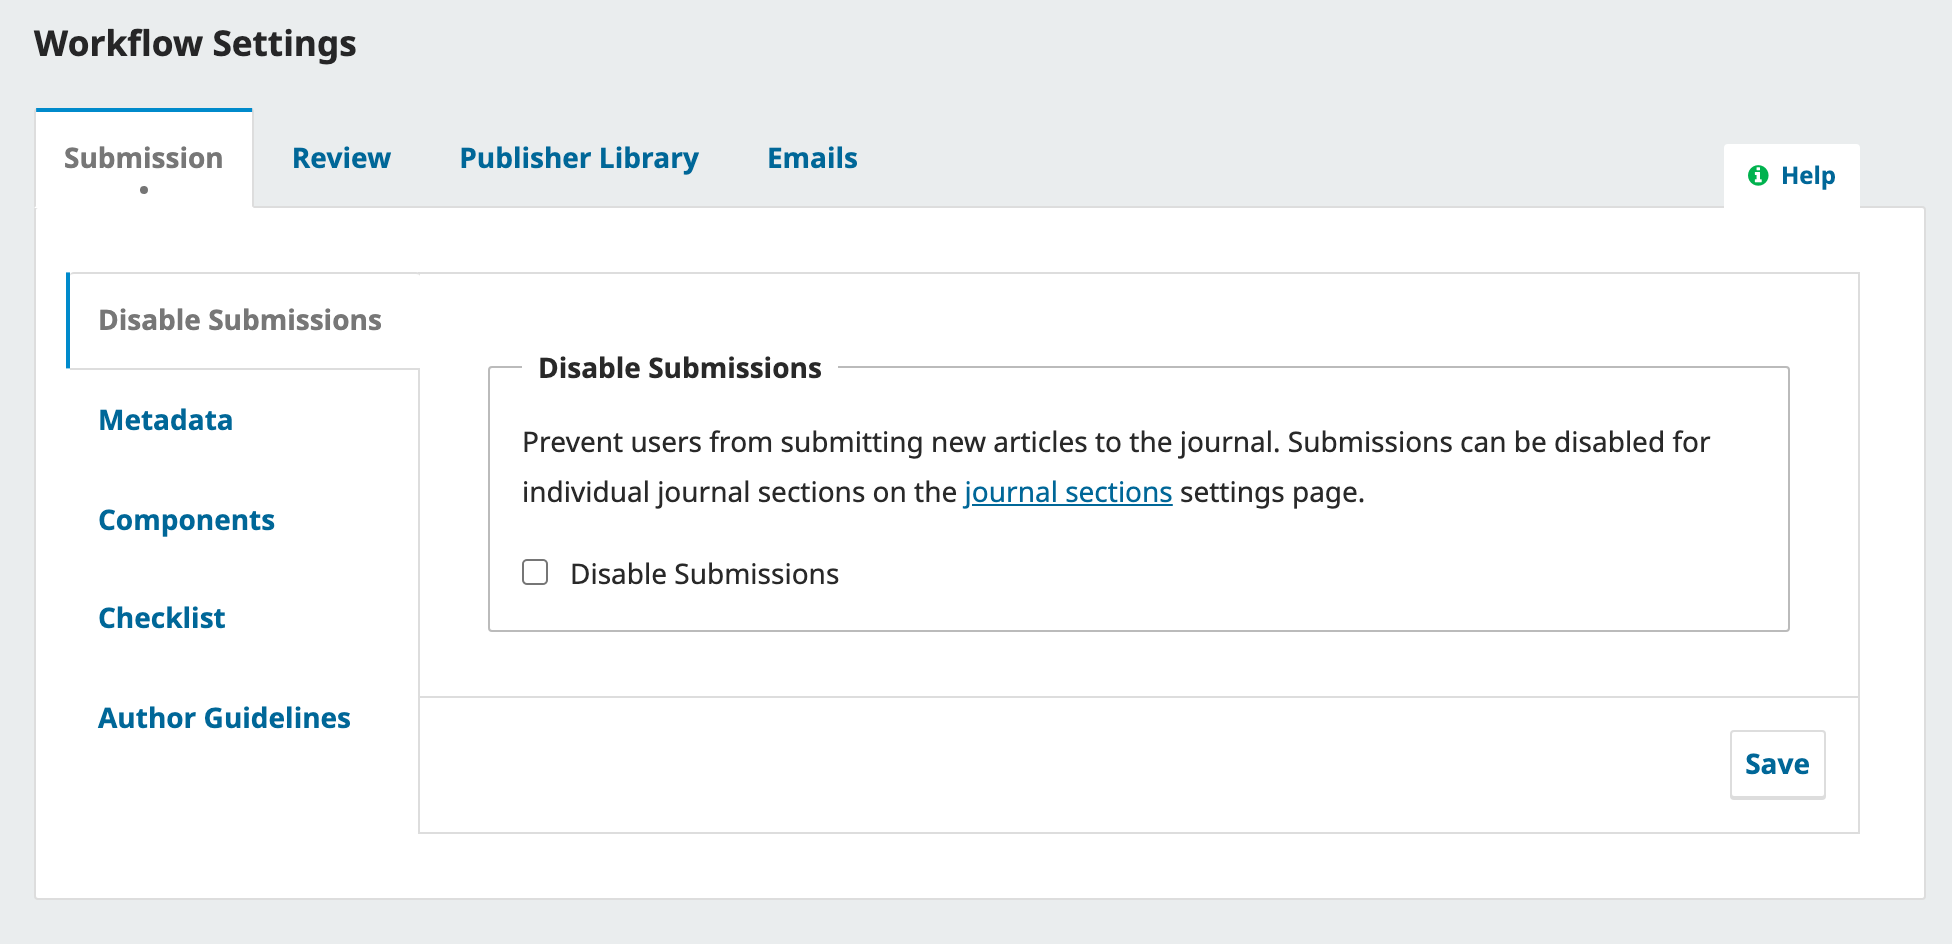 Workflow Settings
Submission
Review
Publisher Library
Emails
Help
Disable Submissions
Metadata
Components
Checklist
Author Guidelines
Disable Submissions
Prevent users from submitting new articles to the journal. Submissions can be disabled for
individual journal sections on the journal sections settings page.
Disable Submissions
Save